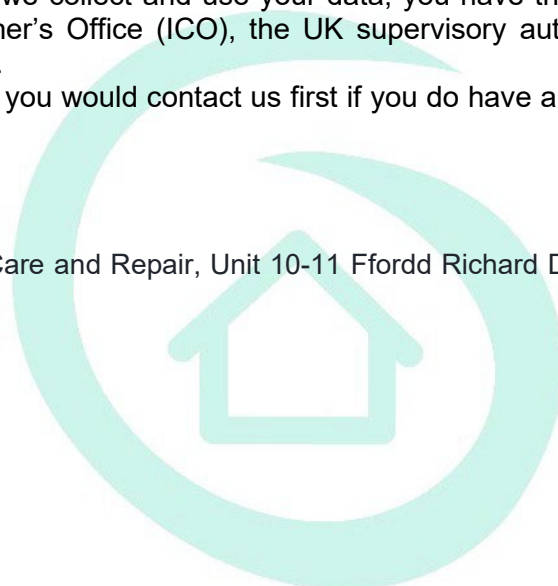 we collect and use your data, you have th
ner's Office (ICO), the UK supervisory aut
you would contact us first if you do have a
Care and Repair, Unit 10-11 Ffordd Richard D